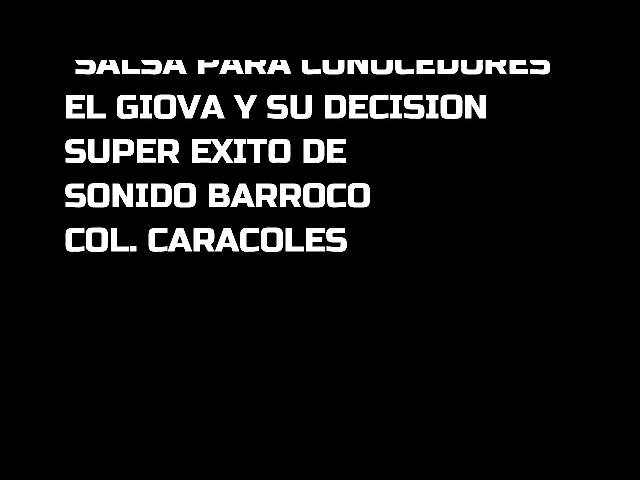 SALSA PARA CONOCEDORES
EL GIOVA Y SU DECISION
SUPER EXITO DE
SONIDO BARROCO
COL. CARACOLES